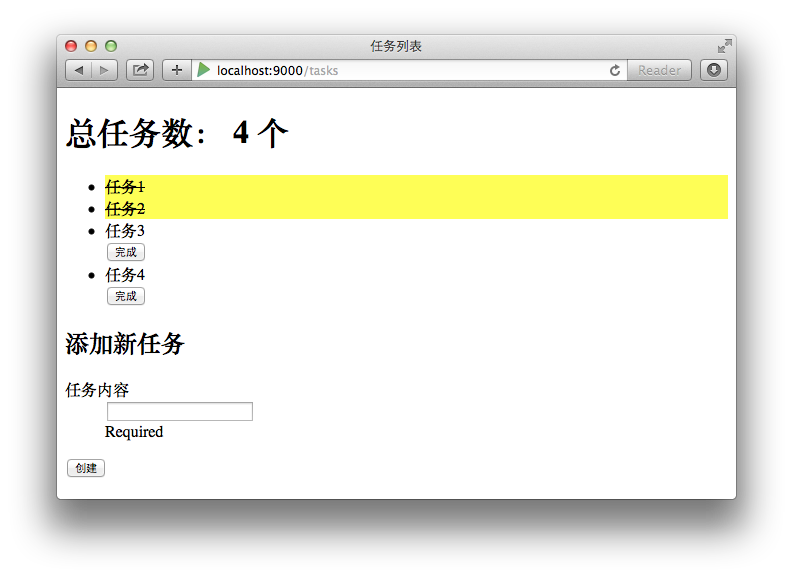 任务列表
localhost:9000/tasks
Reader
总任务数： 4 个
任务1
任务2
任务3
完成
任务4
完成
添加新任务
任务内容
Required
创建